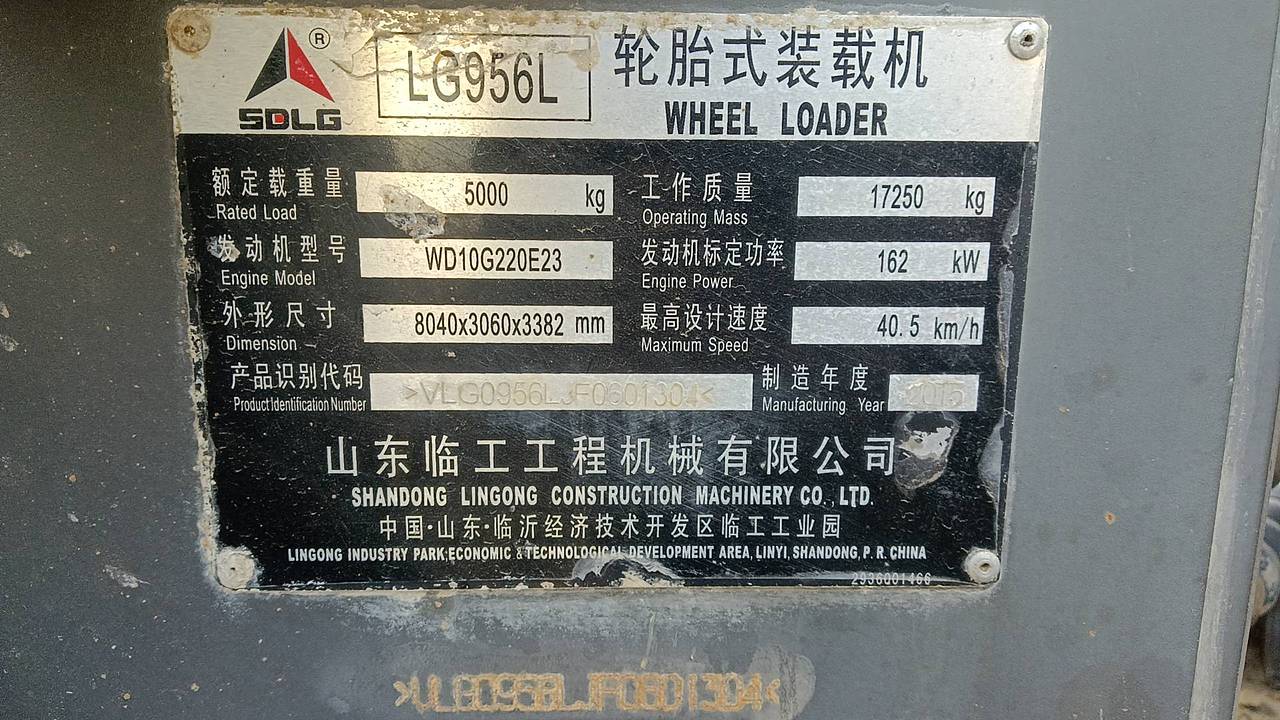 ® LG956L 轮胎式装载机
SDLG WHEEL LOADER
额定载重量 5000 kg 工作质量 17250 kg
Rated Load Operating Mass
发动机型号 WD10G220E23 发动机标定功率 162 kW
Engine Model Engine Power
外形尺寸 8040x3060x3382 mm 最高设计速度 40.5 km/h
Dimension Maximum Speed
产品识别代码 >VLG0956LJF0601304< 制造年度 2015
Product Identification Number Manufacturing Year
山东临工工程机械有限公司
SHANDONG LINGONG CONSTRUCTION MACHINERY CO., LTD.
中国·山东·临沂经济技术开发区临工工业园
LINGONG INDUSTRY PARK,ECONOMIC & TECHNOLOGICAL DEVELOPMENT AREA, LINYI, SHANDONG, P. R. CHINA
2936001466
>VLG0956LJF0601304<